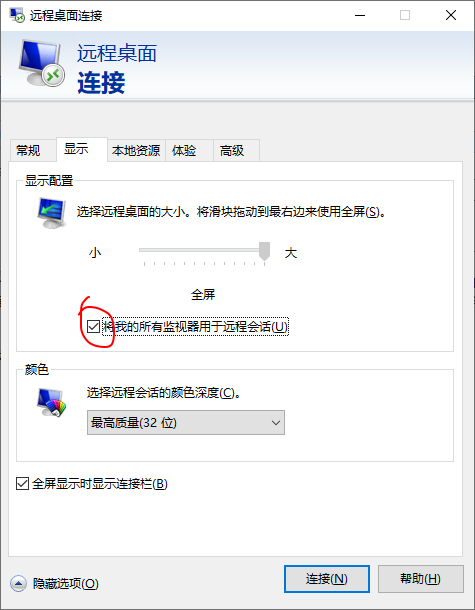 远程桌面连接
远程桌面
连接
常规 显示 本地资源 体验 高级
显示配置
选择远程桌面的大小。将滑块拖动到最右边来使用全屏(S)。
小 大
全屏
将我的所有监视器用于远程会话(U)
颜色
选择远程会话的颜色深度(C)。
最高质量(32 位)
全屏显示时显示连接栏(B)
隐藏选项(O) 连接(N) 帮助(H)